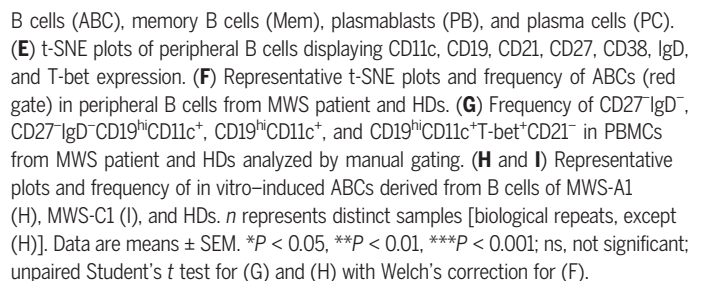 B cells (ABC), memory B cells (Mem), plasmablasts (PB), and plasma cells (PC).
(E) t-SNE plots of peripheral B cells displaying CD11c, CD19, CD21, CD27, CD38, IgD,
and T-bet expression. (F) Representative t-SNE plots and frequency of ABCs (red
gate) in peripheral B cells from MWS patient and HDs. (G) Frequency of CD27⁻IgD⁻,
CD27⁻IgD⁻CD19ʰⁱCD11c⁺, CD19ʰⁱCD11c⁺, and CD19ʰⁱCD11c⁺T-bet⁺CD21⁻ in PBMCs
from MWS patient and HDs analyzed by manual gating. (H and I) Representative
plots and frequency of in vitro–induced ABCs derived from B cells of MWS-A1
(H), MWS-C1 (I), and HDs. n represents distinct samples [biological repeats, except
(H)]. Data are means ± SEM. *P < 0.05, **P < 0.01, ***P < 0.001; ns, not significant;
unpaired Student’s t test for (G) and (H) with Welch’s correction for (F).